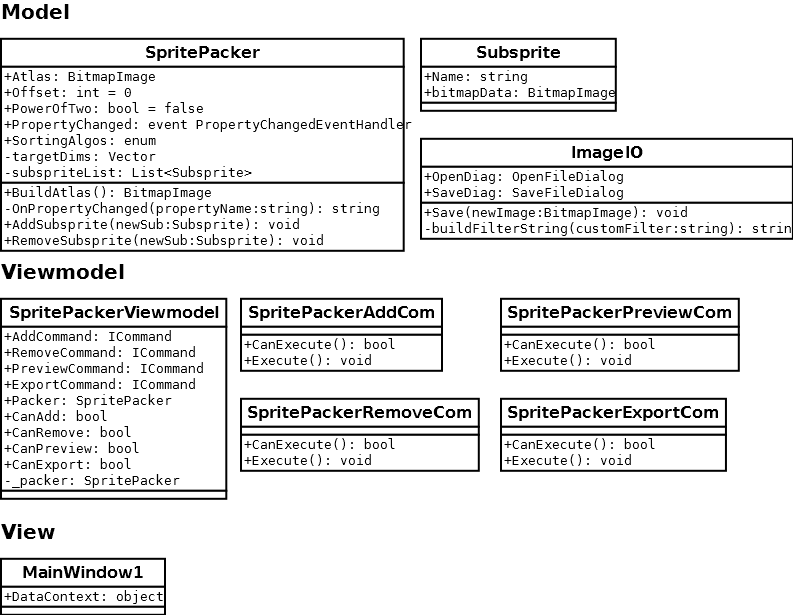 Model
SpritePacker
+Atlas: BitmapImage
+Offset: int = 0
+PowerOfTwo: bool = false
+PropertyChanged: event PropertyChangedEventHandler
+SortingAlgos: enum
-targetDims: Vector
-subspriteList: List<Subsprite>
+BuildAtlas(): BitmapImage
-OnPropertyChanged(propertyName:string): string
+AddSubsprite(newSub:Subsprite): void
+RemoveSubsprite(newSub:Subsprite): void
Subsprite
+Name: string
+bitmapData: BitmapImage
ImageIO
+OpenDiag: OpenFileDialog
+SaveDiag: SaveFileDialog
+Save(newImage:BitmapImage): void
-buildFilterString(customFilter:string): strin
Viewmodel
SpritePackerViewmodel
+AddCommand: ICommand
+RemoveCommand: ICommand
+PreviewCommand: ICommand
+ExportCommand: ICommand
+Packer: SpritePacker
+CanAdd: bool
+CanRemove: bool
+CanPreview: bool
+CanExport: bool
-_packer: SpritePacker
SpritePackerAddCom
+CanExecute(): bool
+Execute(): void
SpritePackerPreviewCom
+CanExecute(): bool
+Execute(): void
SpritePackerRemoveCom
+CanExecute(): bool
+Execute(): void
SpritePackerExportCom
+CanExecute(): bool
+Execute(): void
View
MainWindow1
+DataContext: object